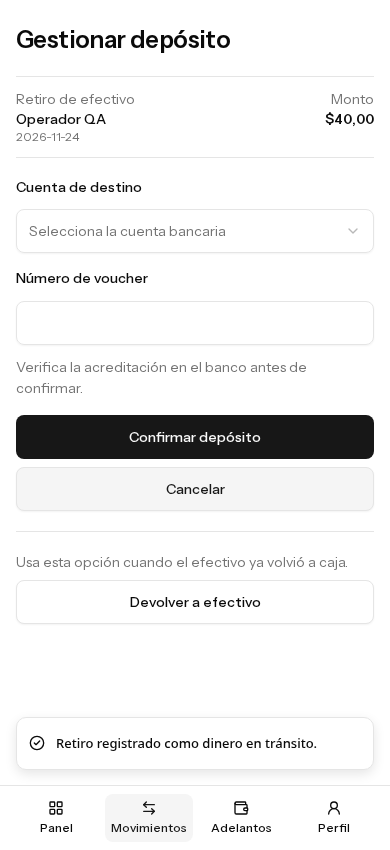 Gestionar depósito
Retiro de efectivo
Monto
Operador QA
$40,00
2026-11-24
Cuenta de destino
Selecciona la cuenta bancaria
Número de voucher
Verifica la acreditación en el banco antes de
confirmar.
Confirmar depósito
Cancelar
Usa esta opción cuando el efectivo ya volvió a caja.
Devolver a efectivo
Retiro registrado como dinero en tránsito.
Panel
Movimientos
Adelantos
Perfil